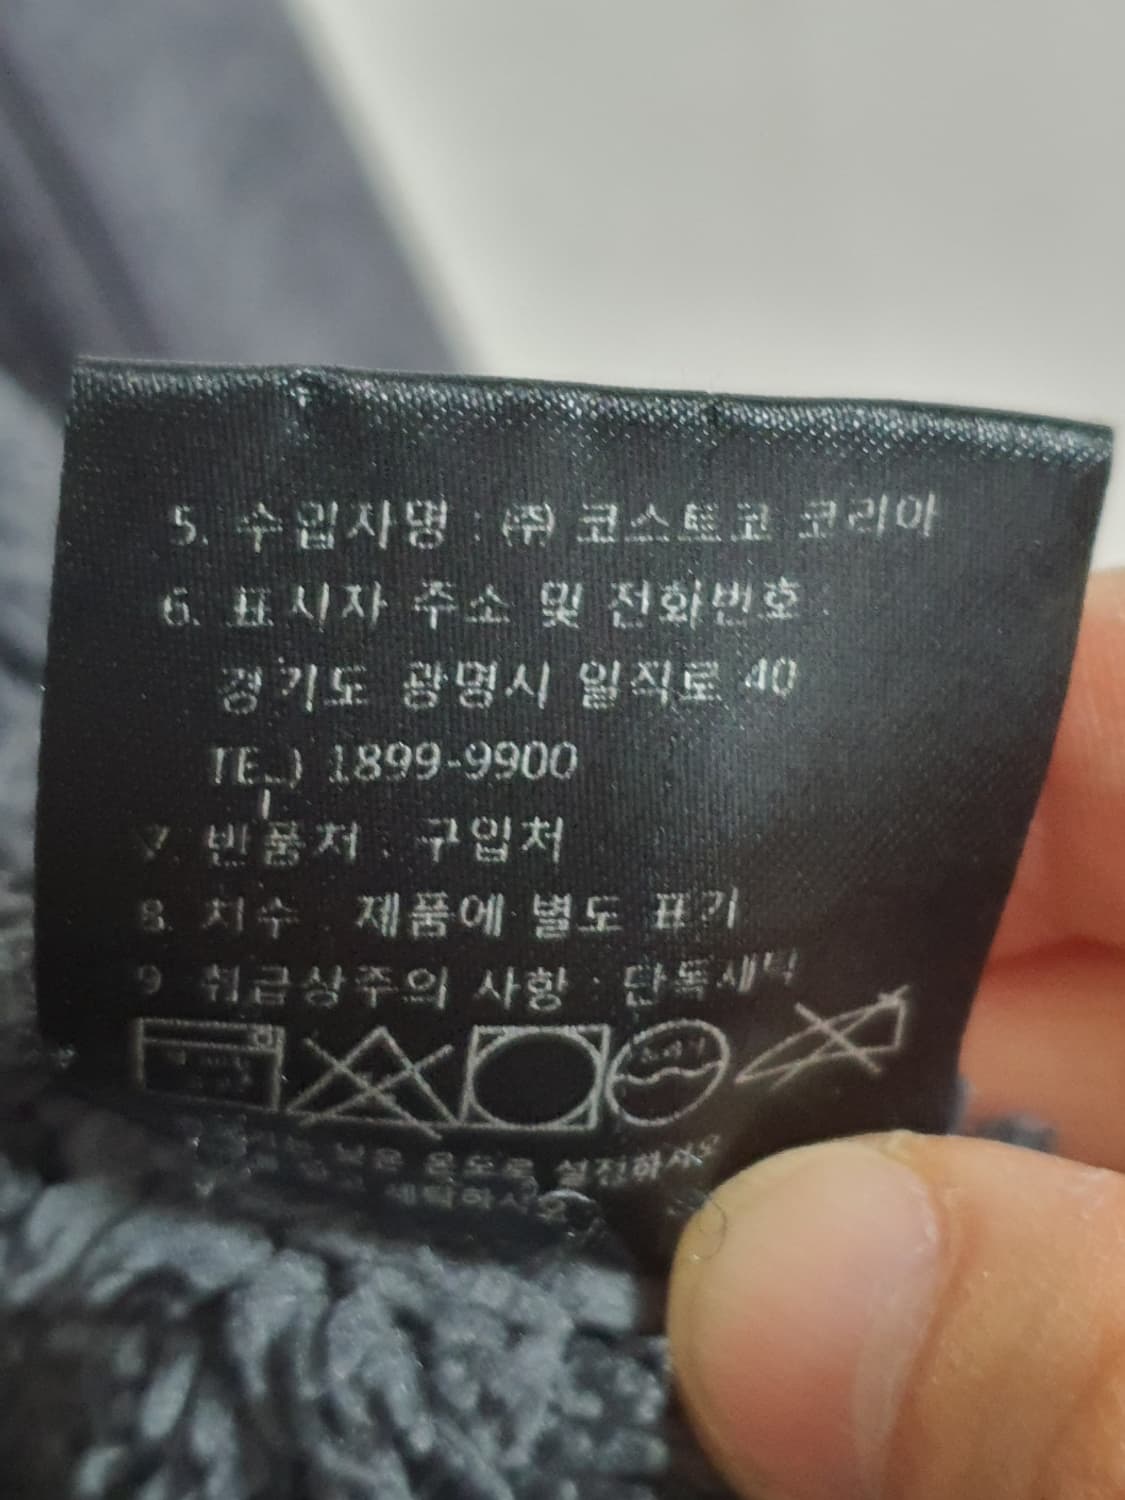 5. 수입자명 : ㈜ 코스트코 코리아
6. 표시자 주소 및 전화번호 :
경기도 광명시 일직로 40
TEL) 1899-9900
7. 반품처 : 구입처
8. 치수 : 제품에 별도 표기
9. 취급상주의 사항 : 단독세탁
낮은 온도로 설정하시오
세탁하시오